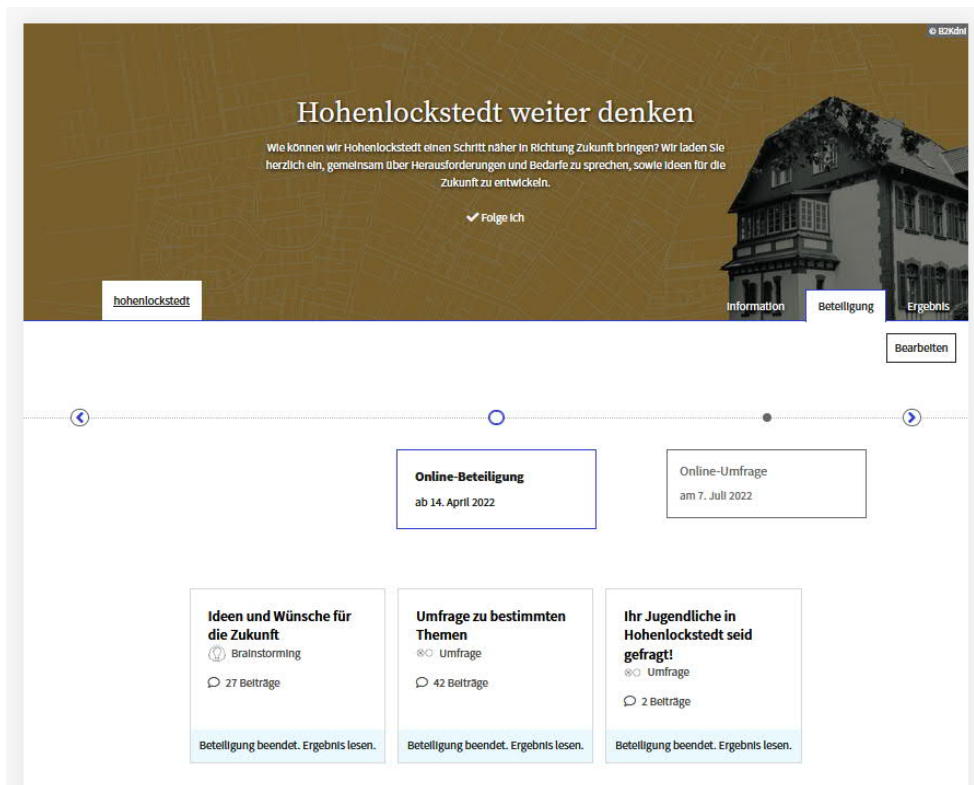 © B2Kdnl
Hohenlockstedt weiter denken
Wie können wir Hohenlockstedt einen Schritt näher in Richtung Zukunft bringen? Wir laden Sie
herzlich ein, gemeinsam über Herausforderungen und Bedarfe zu sprechen, sowie Ideen für die
Zukunft zu entwickeln.
Folge ich
hohenlockstedt
Information
Beteiligung
Ergebnis
Bearbeiten
Online-Beteiligung
ab 14. April 2022
Online-Umfrage
am 7. Juli 2022
Ideen und Wünsche für
die Zukunft
Brainstorming
27 Beiträge
Beteiligung beendet. Ergebnis lesen.
Umfrage zu bestimmten
Themen
Umfrage
42 Beiträge
Beteiligung beendet. Ergebnis lesen.
Ihr Jugendliche in
Hohenlockstedt seid
gefragt!
Umfrage
2 Beiträge
Beteiligung beendet. Ergebnis lesen.